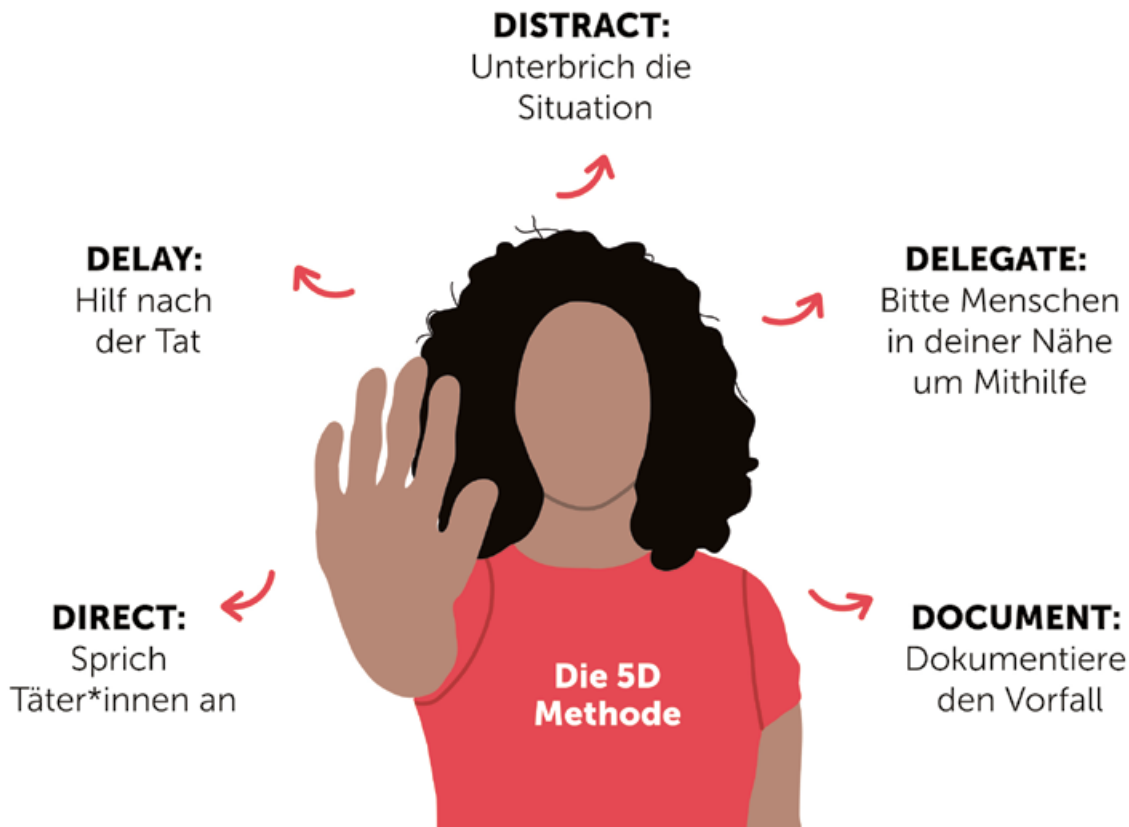 DISTRACT:
Unterbrich die
Situation
DELAY:
Hilf nach
der Tat
DELEGATE:
Bitte Menschen
in deiner Nähe
um Mithilfe
DIRECT:
Sprich
Täter*innen an
Die 5D
Methode
DOCUMENT:
Dokumentiere
den Vorfall